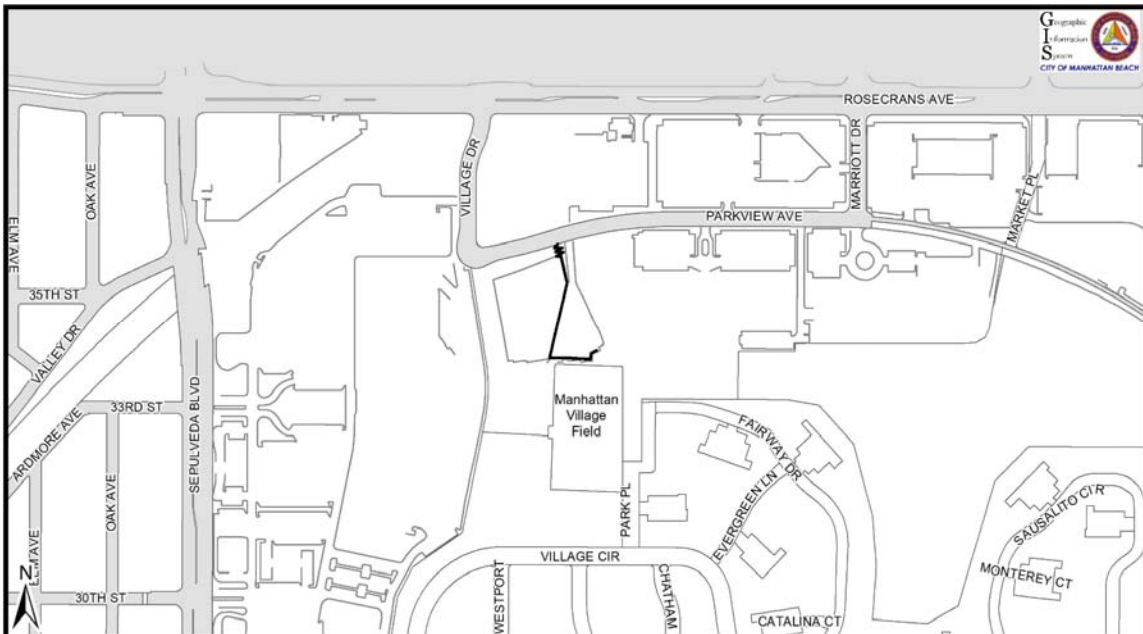 Geographic
Information
System
CITY OF MANHATTAN BEACH
ROSECRANS AVE
OAK AVE
ELM AVE
VILLAGE DR
MARRIOTT DR
MARKET PL
PARKVIEW AVE
35TH ST
VALLEY DR
SEPULVEDA BLVD
33RD ST
ARDMORE AVE
Manhattan
Village
Field
FAIRWAY DR
EVERGREEN LN
OAK AVE
ELM AVE
PARK PL
SAUSALITO CIR
VILLAGE CIR
MONTEREY CT
WESTPORT
CHATHAM
CATALINA CT
30TH ST
N